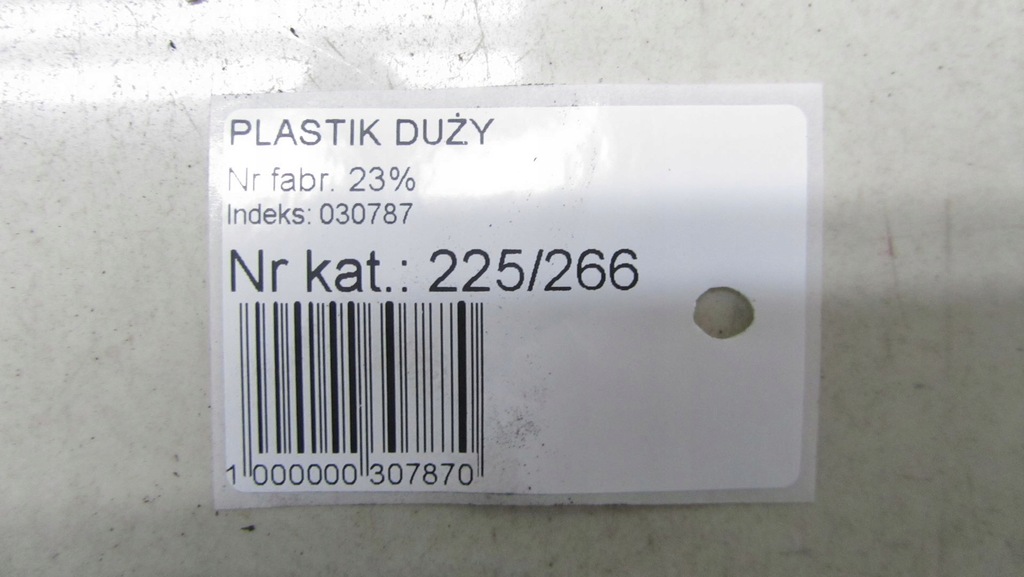 PLASTIK DUŻY
Nr fabr. 23%
Indeks: 030787
Nr kat.: 225/266
1 000000 307870